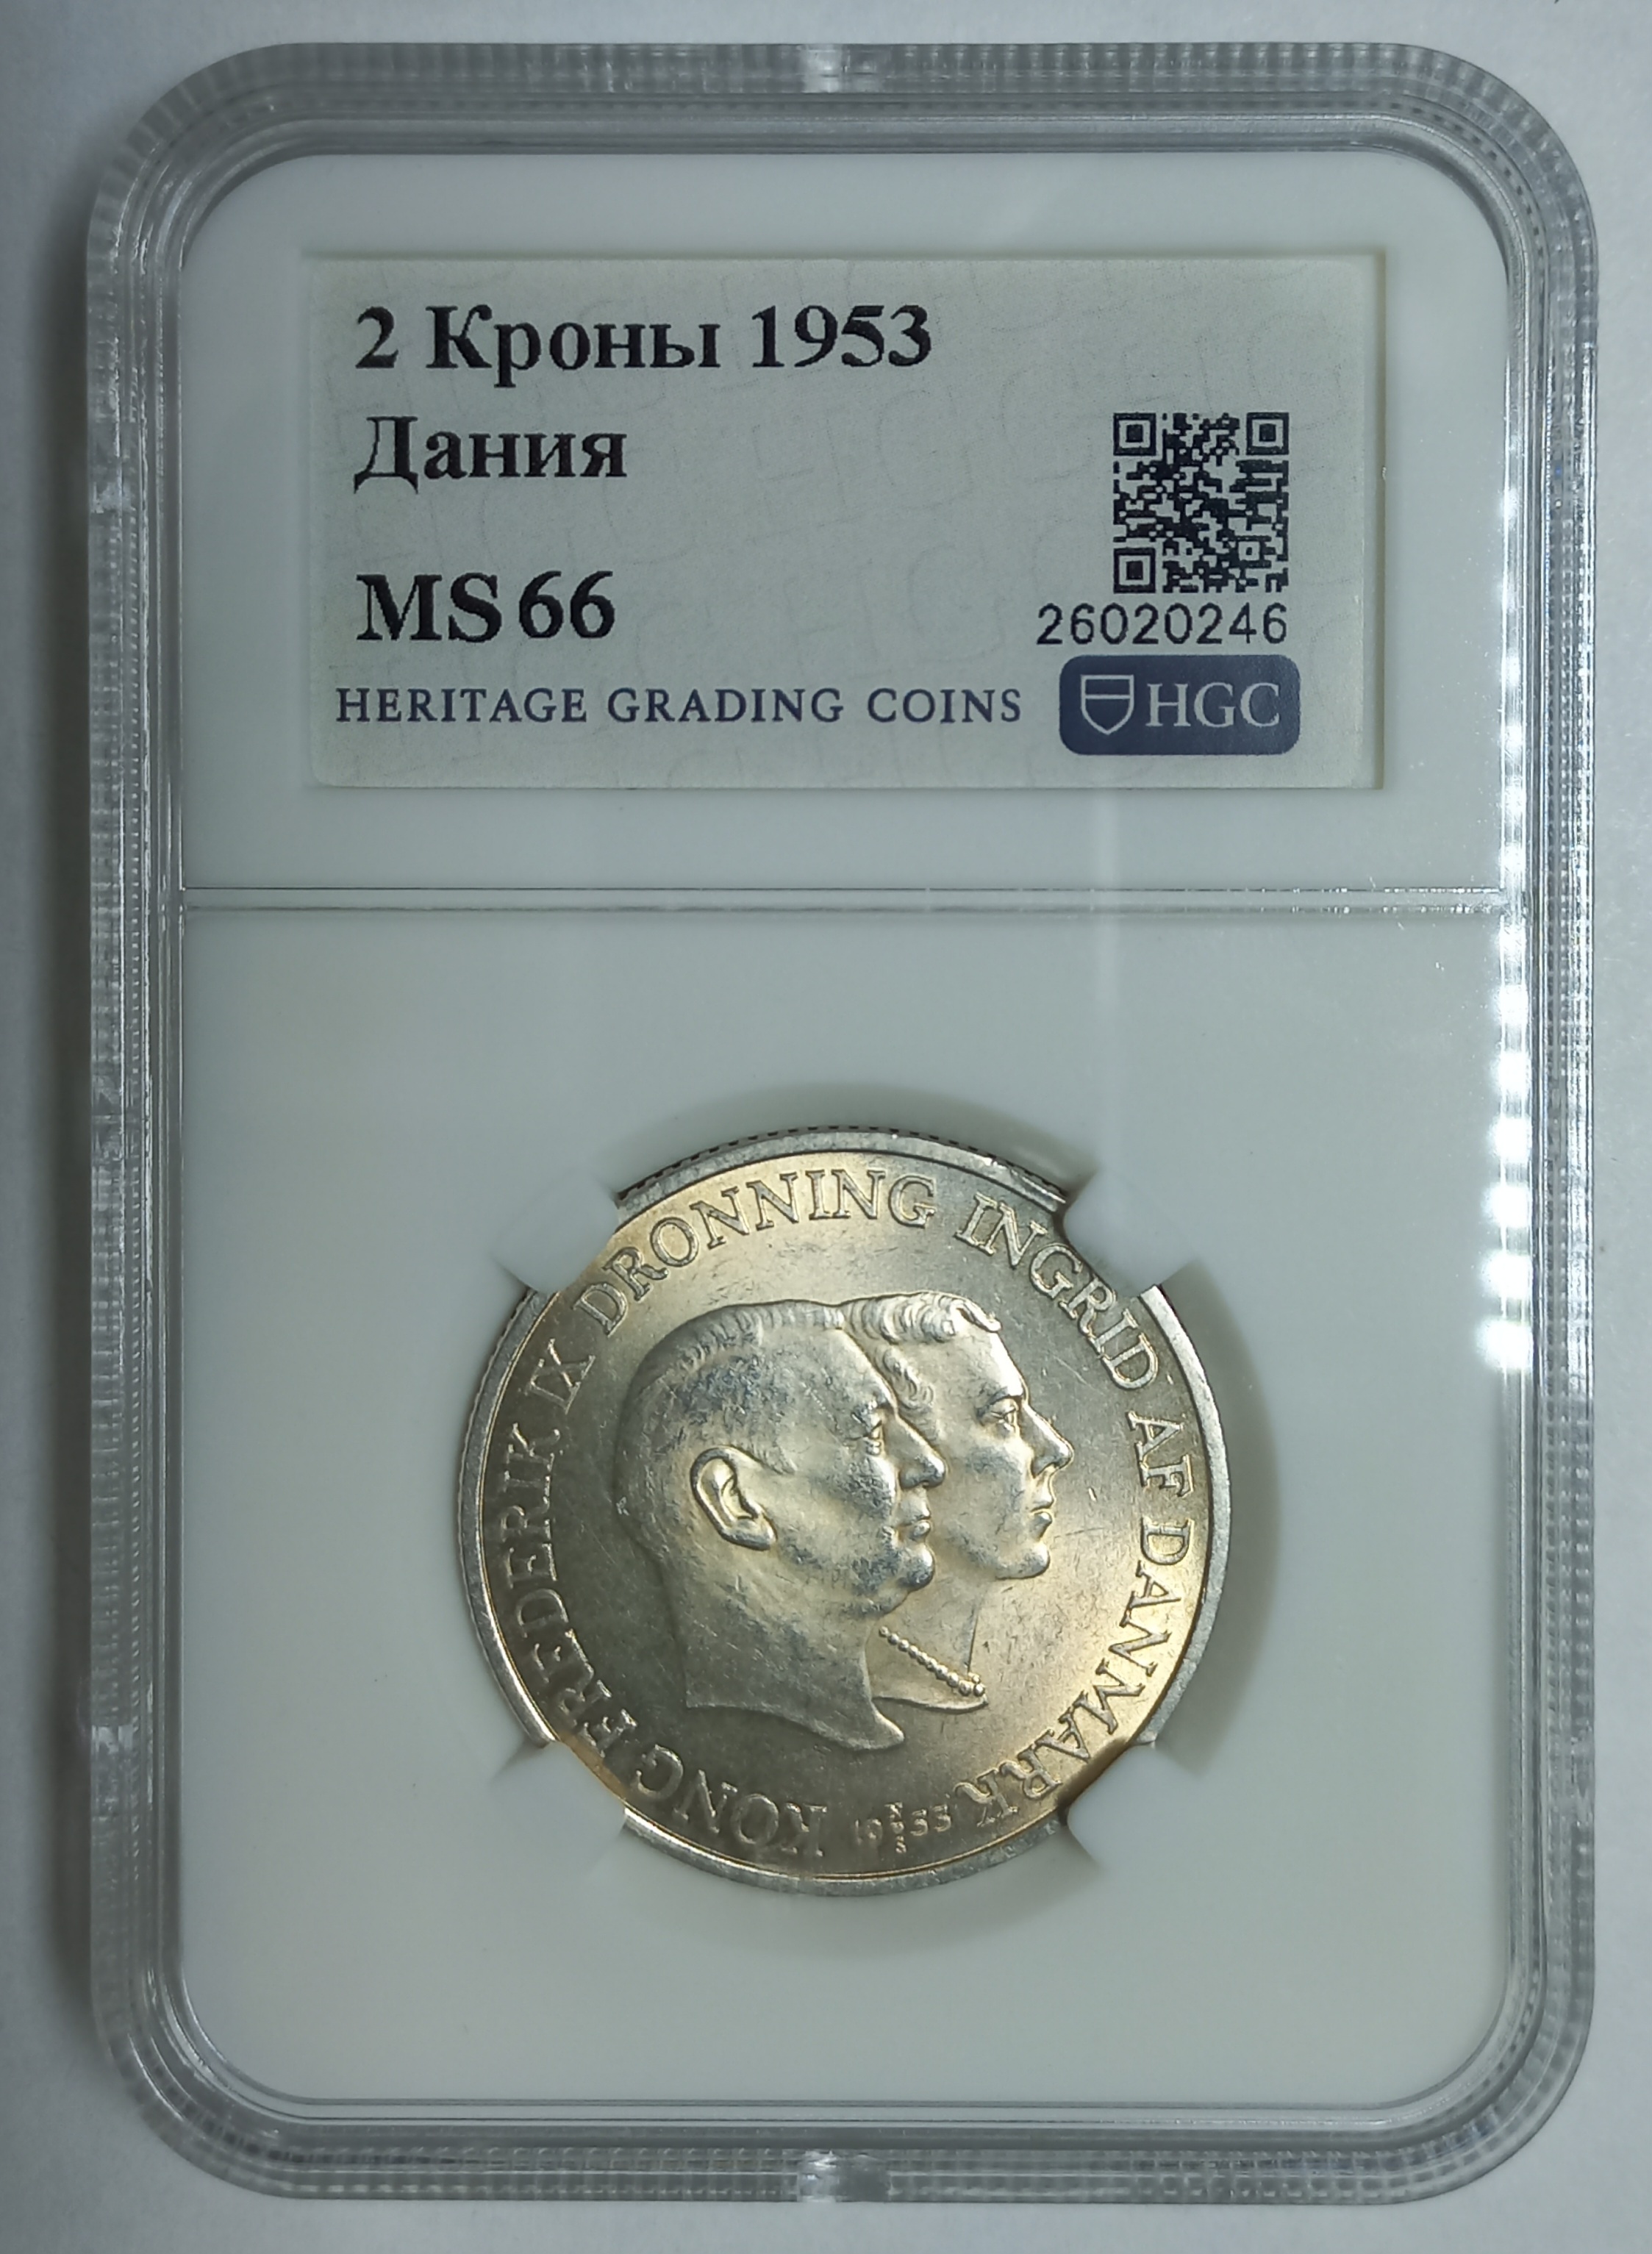 2 Кроны 1953
Дания
MS 66
26020246
HERITAGE GRADING COINS HGC
KONG FREDERIK IX DRONNING INGRID AF DANMARK
1953